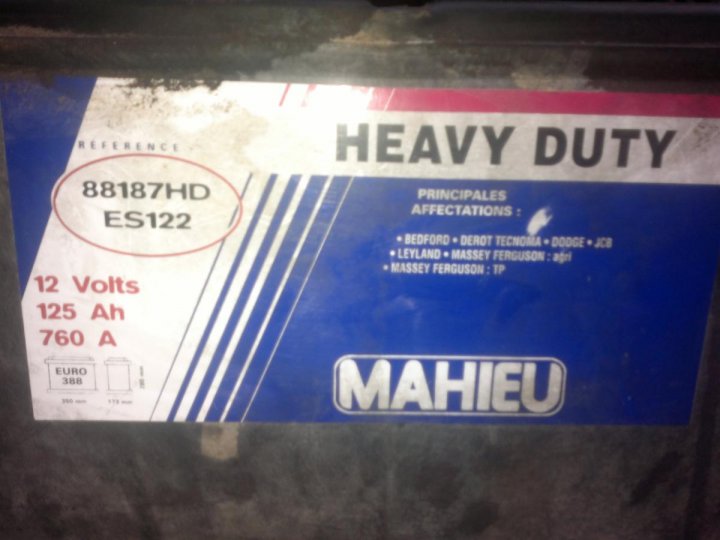 REFERENCE
88187HD
ES122
12 Volts
125 Ah
760 A
EURO
388
HEAVY DUTY
PRINCIPALES
AFFECTATIONS :
• BEDFORD • DEROT TECNOMA • DODGE • JCB
• LEYLAND • MASSEY FERGUSON : agri
• MASSEY FERGUSON : TP
MAHIEU